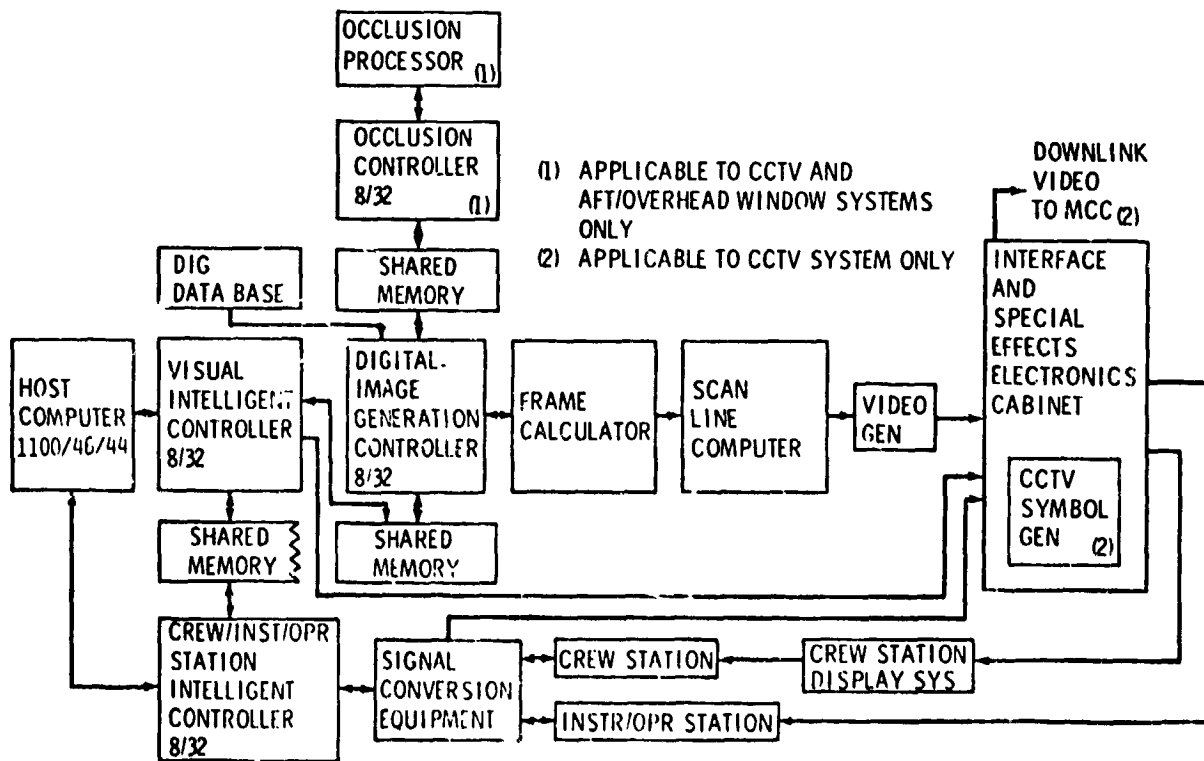 OCCLUSION
PROCESSOR (1)
OCCLUSION
CONTROLLER
8/32 (1)
(1) APPLICABLE TO CCTV AND
AFT/OVERHEAD WINDOW SYSTEMS
ONLY
(2) APPLICABLE TO CCTV SYSTEM ONLY
DOWNLINK
VIDEO
TO MCC (2)
DIG
DATA BASE
SHARED
MEMORY
HOST
COMPUTER
1100/46/44
VISUAL
INTELLIGENT
CONTROLLER
8/32
DIGITAL-
IMAGE
GENERATION
CONTROLLER
8/32
FRAME
CALCULATOR
SCAN
LINE
COMPUTER
VIDEO
GEN
INTERFACE
AND
SPECIAL
EFFECTS
ELECTRONICS
CABINET
CCTV
SYMBOL
GEN (2)
SHARED
MEMORY
SHARED
MEMORY
CREW/INST/OPR
STATION
INTELLIGENT
CONTROLLER
8/32
SIGNAL
CONVERSION
EQUIPMENT
CREW STATION
CREW STATION
DISPLAY SYS
INSTR/OPR STATION